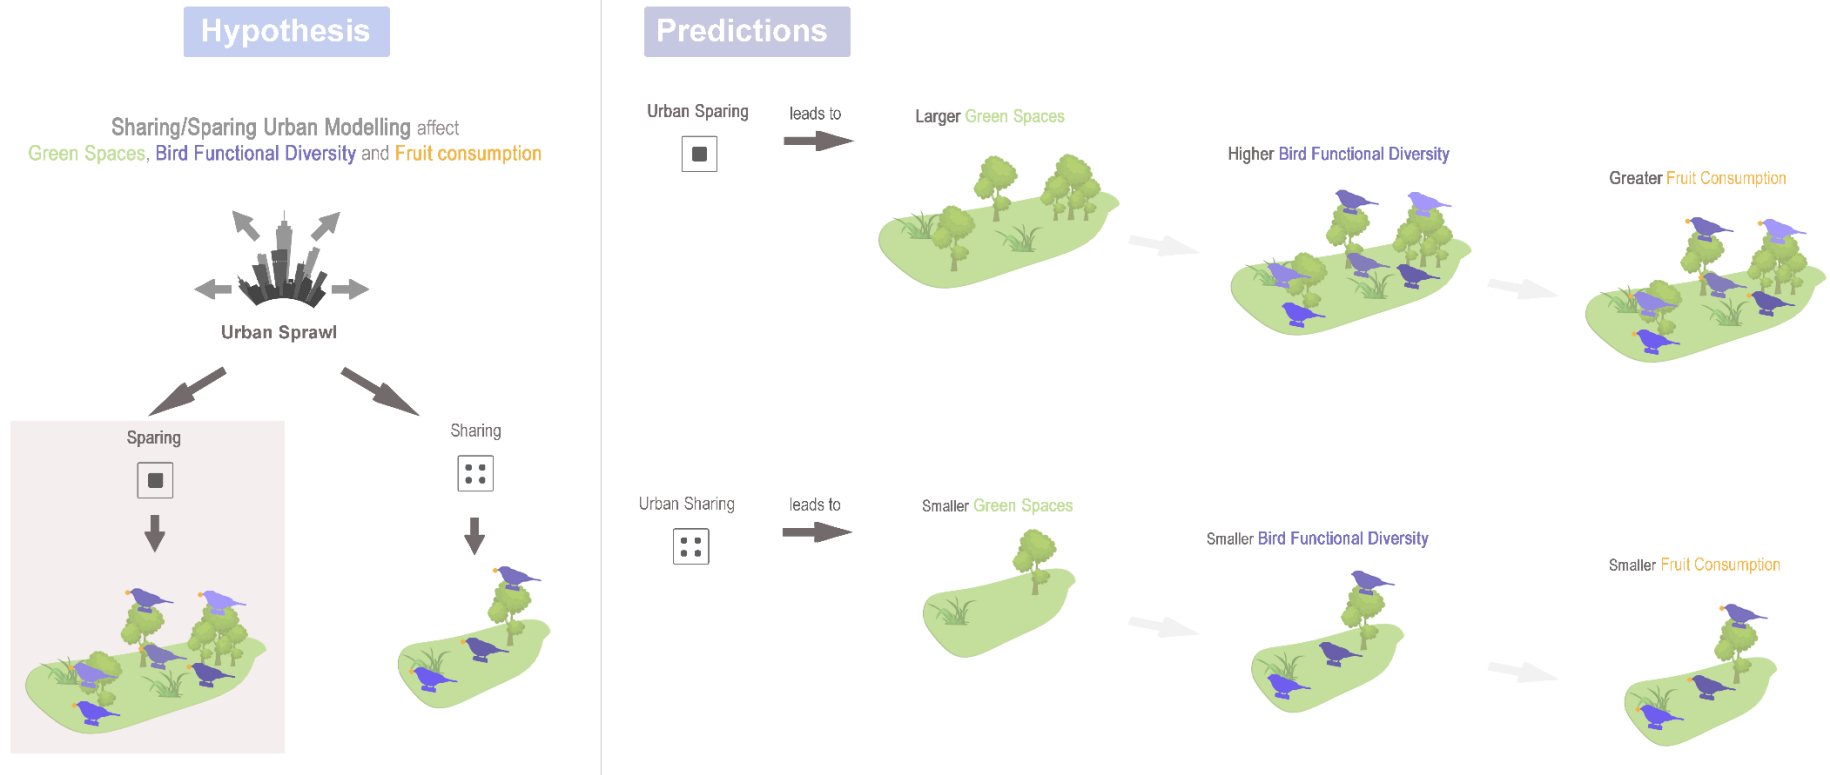 Hypothesis
Sharing/Sparing Urban Modelling affect
Green Spaces, Bird Functional Diversity and Fruit consumption
Urban Sprawl
Sparing
Sharing
Predictions
Urban Sparing
leads to
Larger Green Spaces
Higher Bird Functional Diversity
Greater Fruit Consumption
Urban Sharing
leads to
Smaller Green Spaces
Smaller Bird Functional Diversity
Smaller Fruit Consumption